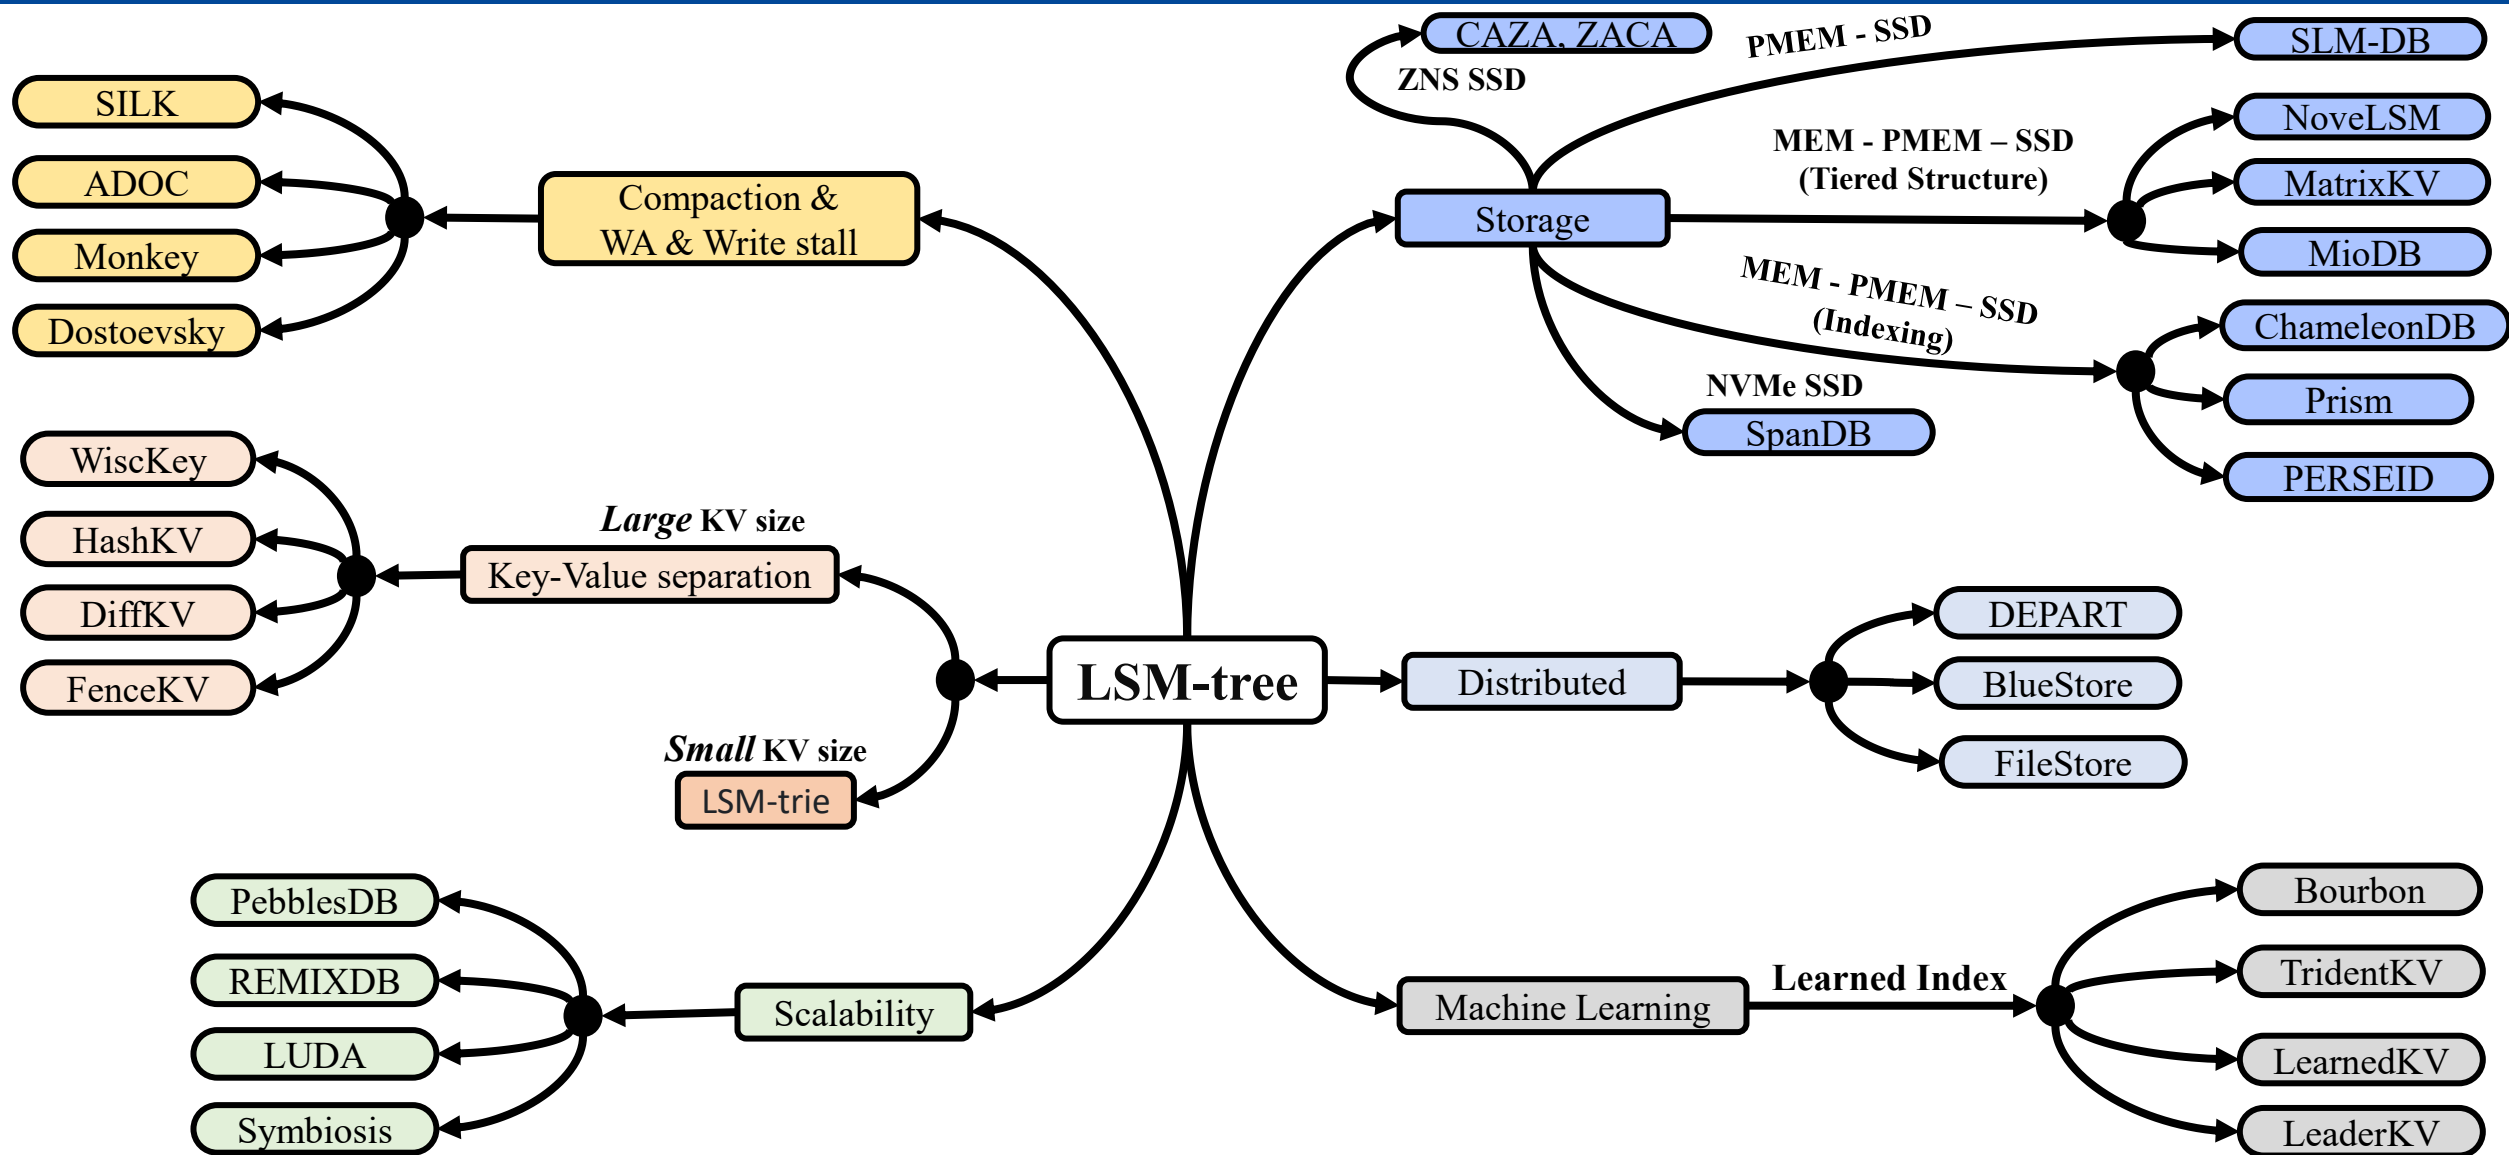 CAZA, ZACA
ZNS SSD
PMEM - SSD
SLM-DB
NoveLSM
MEM - PMEM – SSD
(Tiered Structure)
MatrixKV
Storage
MioDB
MEM - PMEM – SSD
(Indexing)
ChameleonDB
Prism
PERSEID
NVMe SSD
SpanDB
SILK
ADOC
Monkey
Dostoevsky
Compaction &
WA & Write stall
WiscKey
HashKV
DiffKV
FenceKV
Large KV size
Key-Value separation
Small KV size
LSM-trie
LSM-tree
Distributed
DEPART
BlueStore
FileStore
PebblesDB
REMIXDB
LUDA
Symbiosis
Scalability
Machine Learning
Learned Index
Bourbon
TridentKV
LearnedKV
LeaderKV